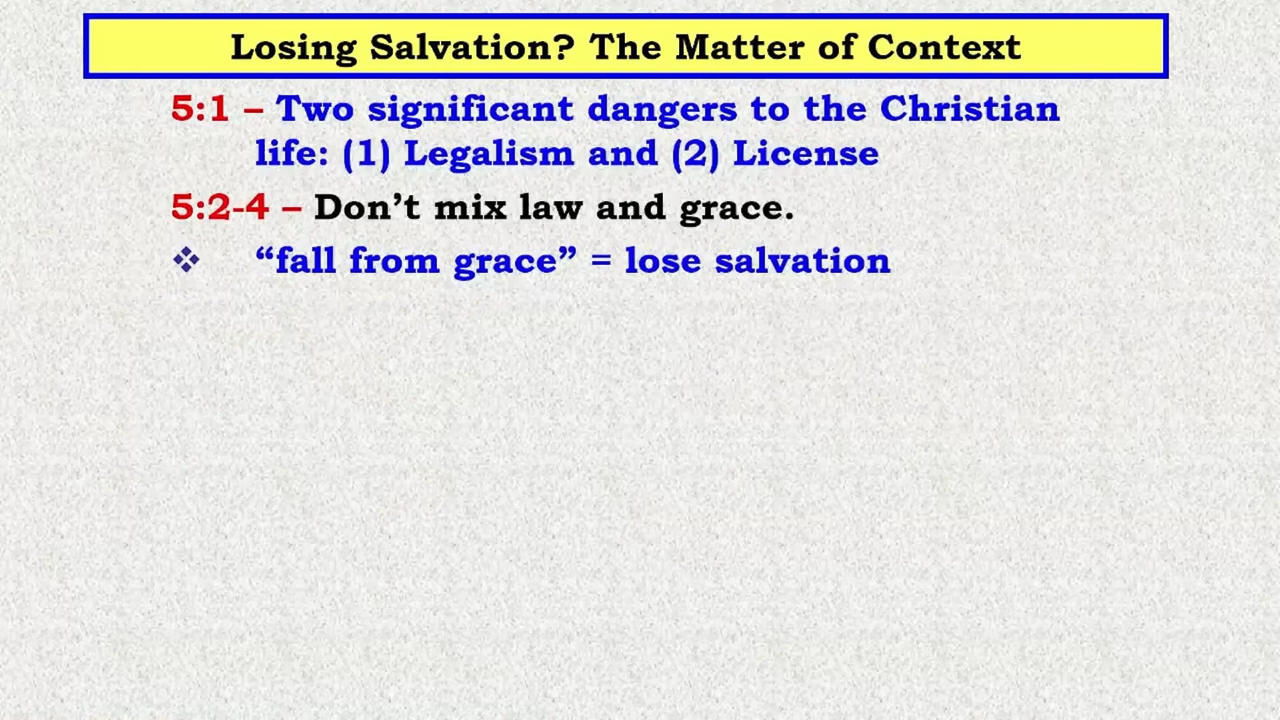 Losing Salvation? The Matter of Context
5:1 – Two significant dangers to the Christian
life: (1) Legalism and (2) License
5:2-4 – Don’t mix law and grace.
❖ “fall from grace” = lose salvation